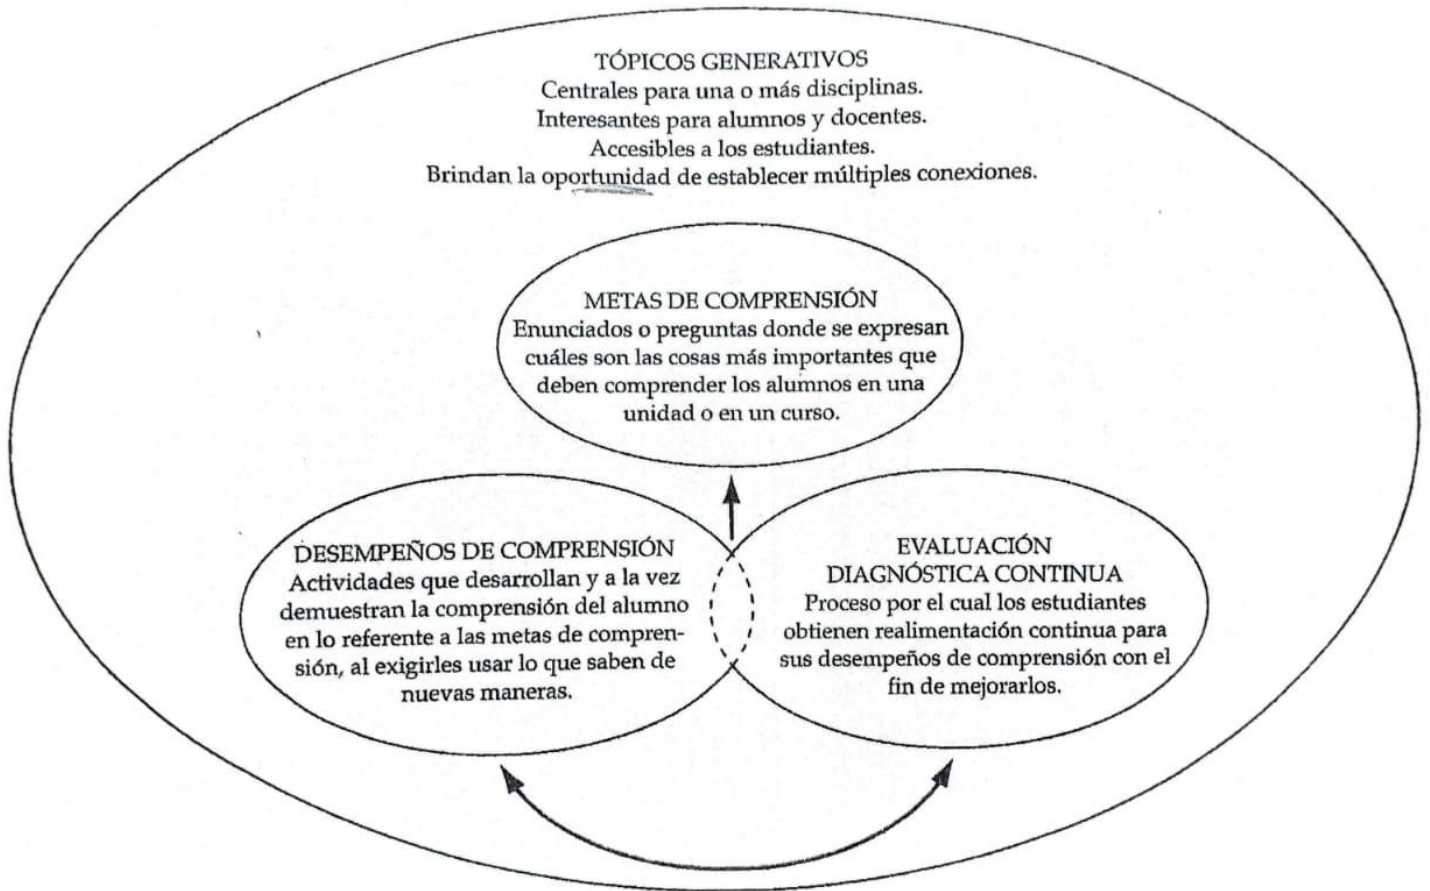 TÓPICOS GENERATIVOS
Centrales para una o más disciplinas.
Interesantes para alumnos y docentes.
Accesibles a los estudiantes.
Brindan la oportunidad de establecer múltiples conexiones.
METAS DE COMPRENSIÓN
Enunciados o preguntas donde se expresan
cuáles son las cosas más importantes que
deben comprender los alumnos en una
unidad o en un curso.
DESEMPEÑOS DE COMPRENSIÓN
Actividades que desarrollan y a la vez
demuestran la comprensión del alumno
en lo referente a las metas de compren-
sión, al exigirles usar lo que saben de
nuevas maneras.
EVALUACIÓN
DIAGNÓSTICA CONTINUA
Proceso por el cual los estudiantes
obtienen realimentación continua para
sus desempeños de comprensión con el
fin de mejorarlos.